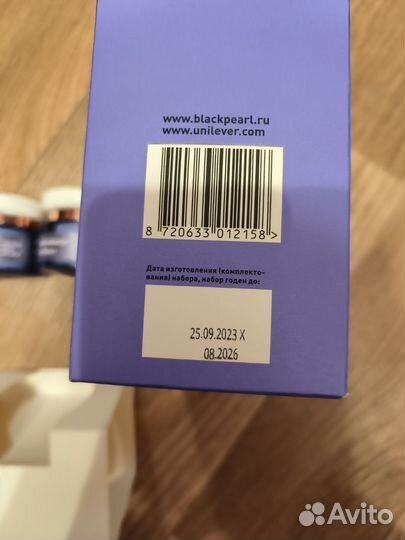 www.blackpearl.ru
www.unilever.com
8 720633 012158 >
Дата изготовления (комплекто-
вания) набора, набор годен до:
25.09.2023 X
08.2026
Avito